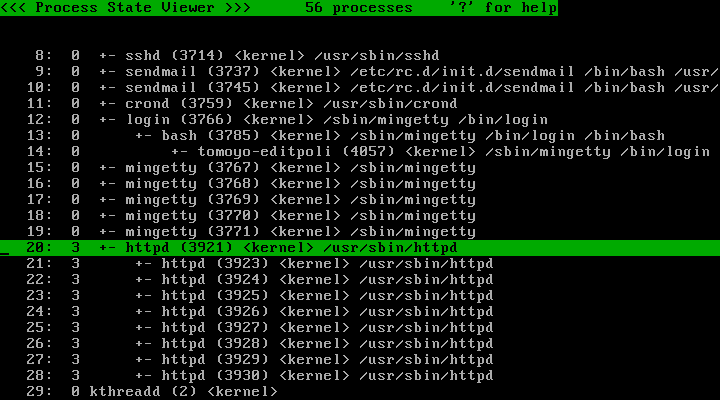 <<< Process State Viewer >>>      56 processes    '?' for help
8:  0  +- sshd (3714) <kernel> /usr/sbin/sshd
9:  0  +- sendmail (3737) <kernel> /etc/rc.d/init.d/sendmail /bin/bash /usr/
10:  0  +- sendmail (3745) <kernel> /etc/rc.d/init.d/sendmail /bin/bash /usr/
11:  0  +- crond (3759) <kernel> /usr/sbin/crond
12:  0  +- login (3766) <kernel> /sbin/mingetty /bin/login
13:  0      +- bash (3785) <kernel> /sbin/mingetty /bin/login /bin/bash
14:  0          +- tomoyo-editpoli (4057) <kernel> /sbin/mingetty /bin/login
15:  0  +- mingetty (3767) <kernel> /sbin/mingetty
16:  0  +- mingetty (3768) <kernel> /sbin/mingetty
17:  0  +- mingetty (3769) <kernel> /sbin/mingetty
18:  0  +- mingetty (3770) <kernel> /sbin/mingetty
19:  0  +- mingetty (3771) <kernel> /sbin/mingetty
20:  3  +- httpd (3921) <kernel> /usr/sbin/httpd
21:  3      +- httpd (3923) <kernel> /usr/sbin/httpd
22:  3      +- httpd (3924) <kernel> /usr/sbin/httpd
23:  3      +- httpd (3925) <kernel> /usr/sbin/httpd
24:  3      +- httpd (3926) <kernel> /usr/sbin/httpd
25:  3      +- httpd (3927) <kernel> /usr/sbin/httpd
26:  3      +- httpd (3928) <kernel> /usr/sbin/httpd
27:  3      +- httpd (3929) <kernel> /usr/sbin/httpd
28:  3      +- httpd (3930) <kernel> /usr/sbin/httpd
29:  0 kthreadd (2) <kernel>